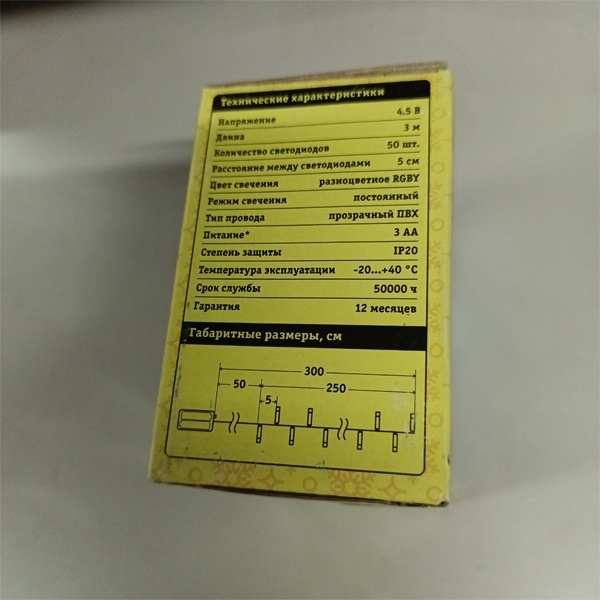 Технические характеристики
Напряжение 4,5 В
Длина 3 м
Количество светодиодов 50 шт.
Расстояние между светодиодами 5 см
Цвет свечения разноцветное RGBY
Режим свечения постоянный
Тип провода прозрачный ПВХ
Питание* 3 АА
Степень защиты IP20
Температура эксплуатации -20...+40 °С
Срок службы 50000 ч
Гарантия 12 месяцев
Габаритные размеры, см
300
50 250
5